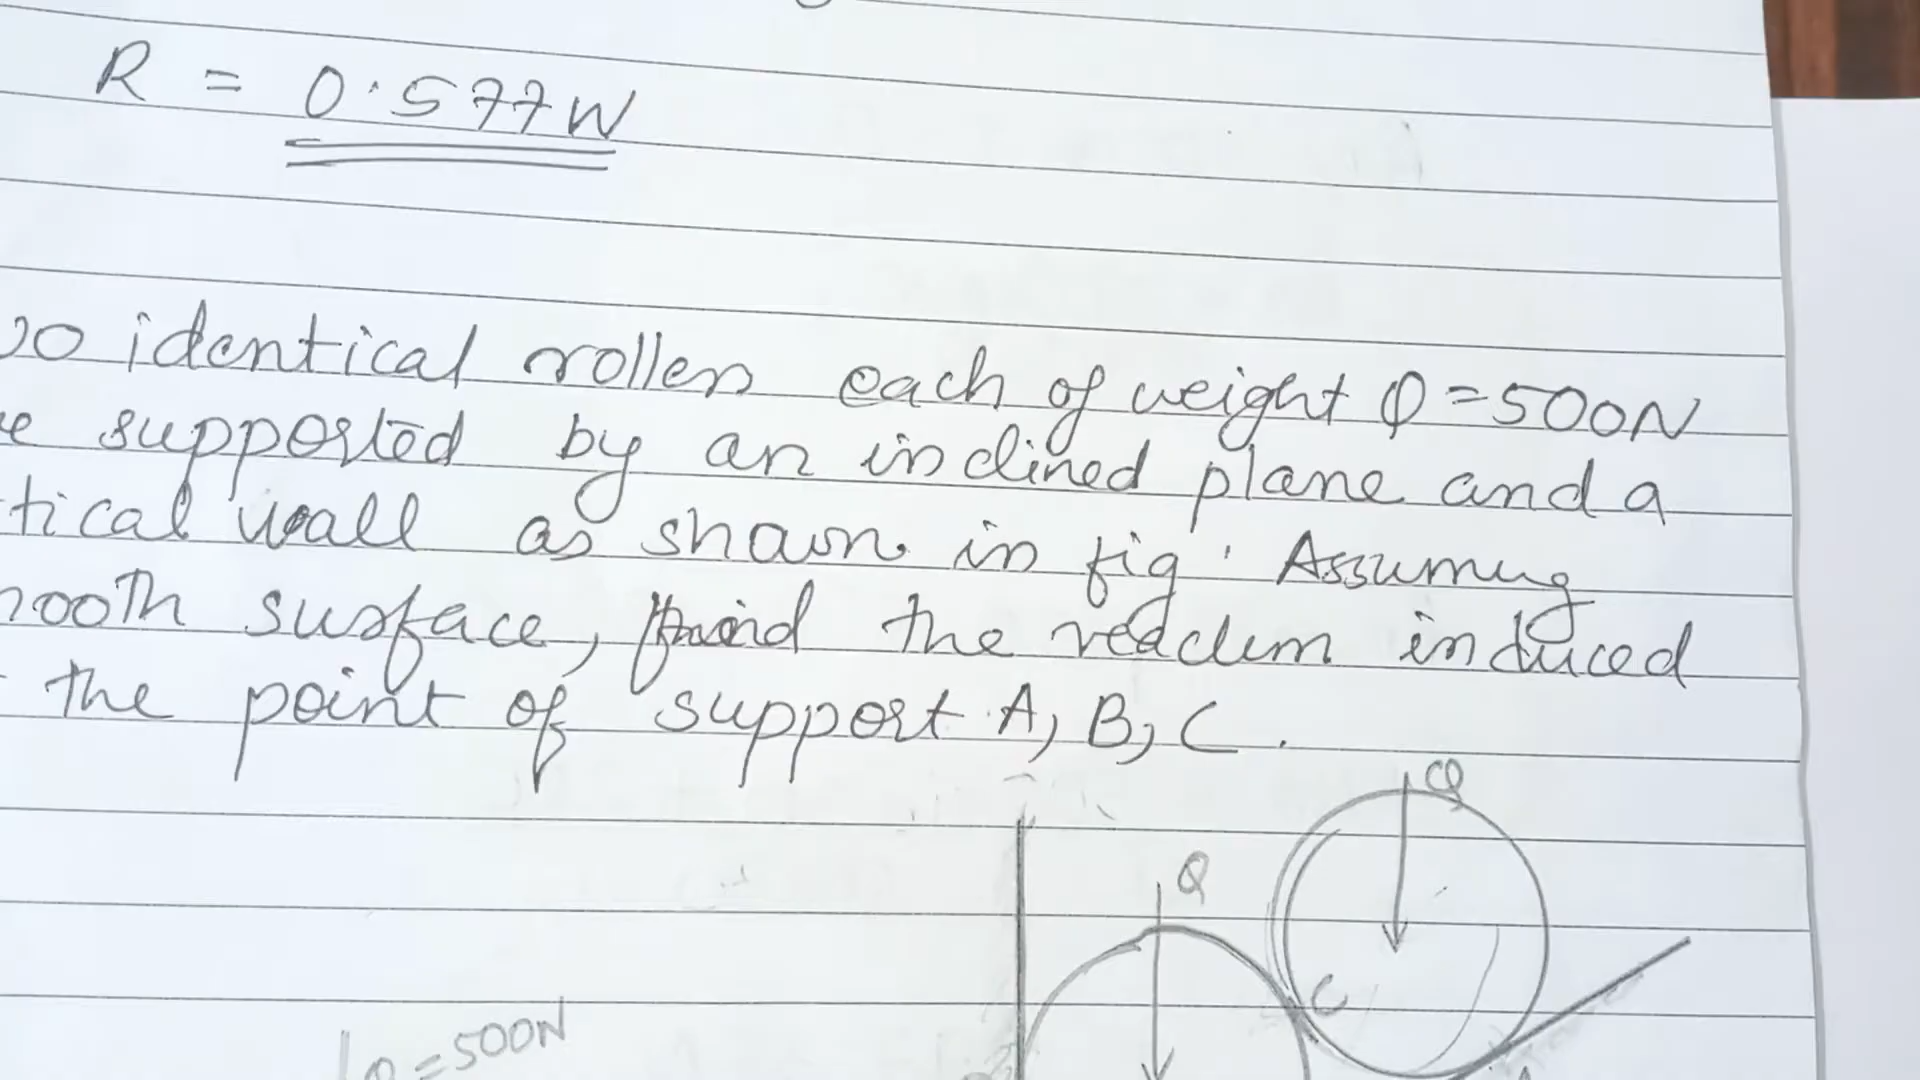 R = 0.577W
identical rollers each of weight Q = 500N
supported by an inclined plane and a
tical wall as shown in fig. Assuming
surface, find the reaction induced
the point of support A, B, C.
Q
Q
C
Q = 500N